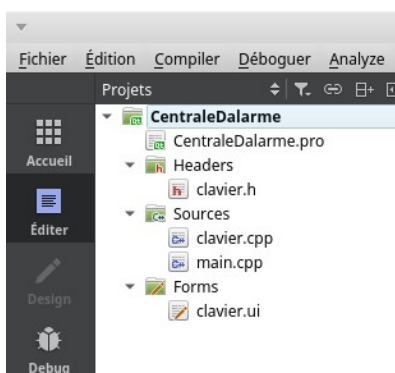 Fichier Édition Compiler Déboguer Analyze
Projets
CentraleDalarme
CentraleDalarme.pro
Accueil
Headers
clavier.h
Sources
Éditer
clavier.cpp
main.cpp
Design
Forms
clavier.ui
Debug